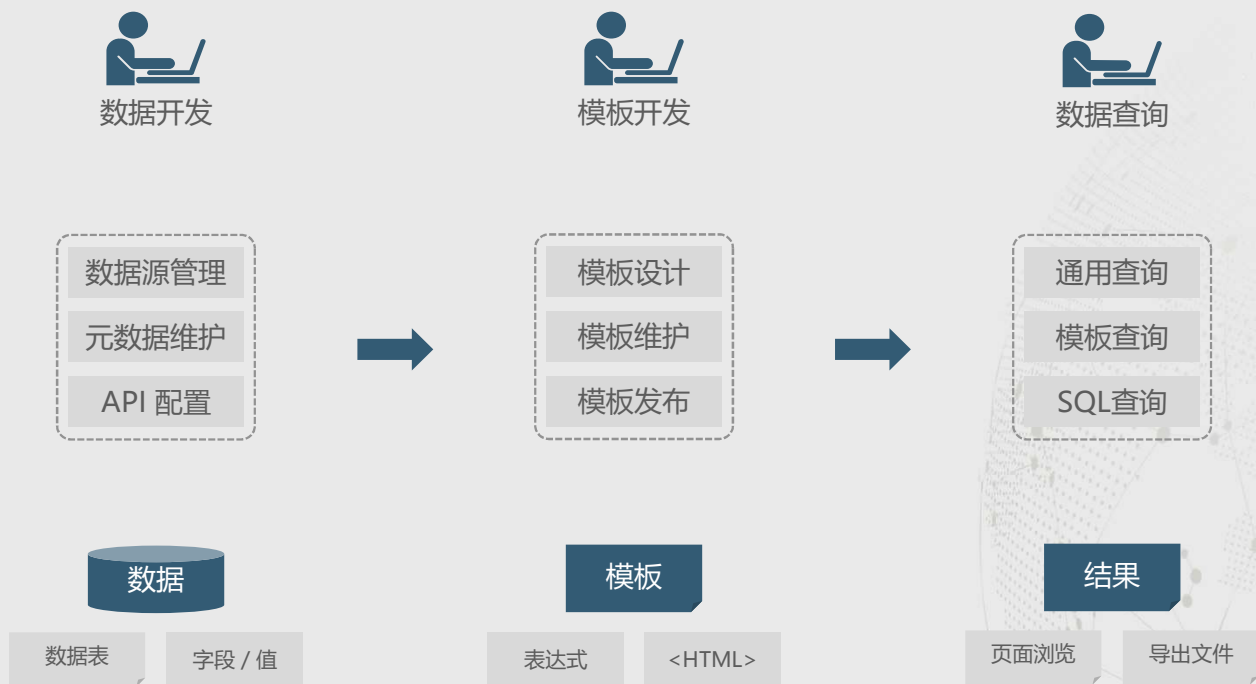 数据开发
模板开发
数据查询
数据源管理
元数据维护
API 配置
模板设计
模板维护
模板发布
通用查询
模板查询
SQL查询
数据
模板
结果
数据表
字段 / 值
表达式
<HTML>
页面浏览
导出文件